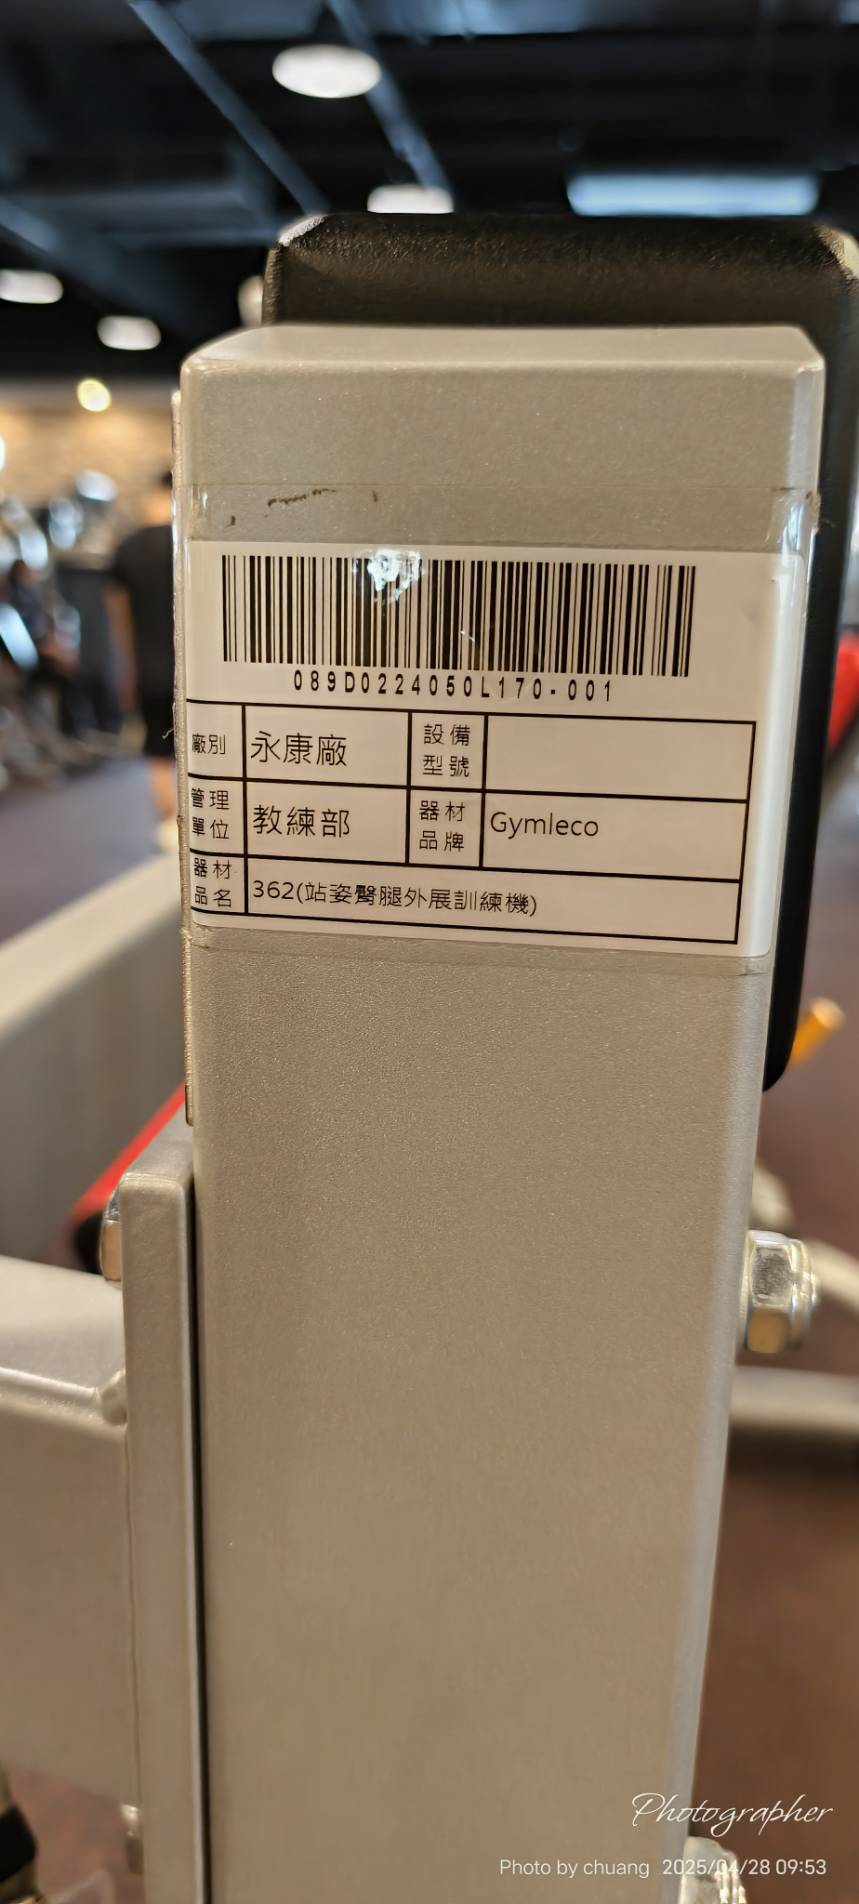 089D0224050L170-001
廠別 永康廠 設備型號
管理單位 教練部 器材品牌 Gymleco
器材品名 362(站姿臀腿外展訓練機)
Photographer
Photo by chuang 2025/04/28 09:53